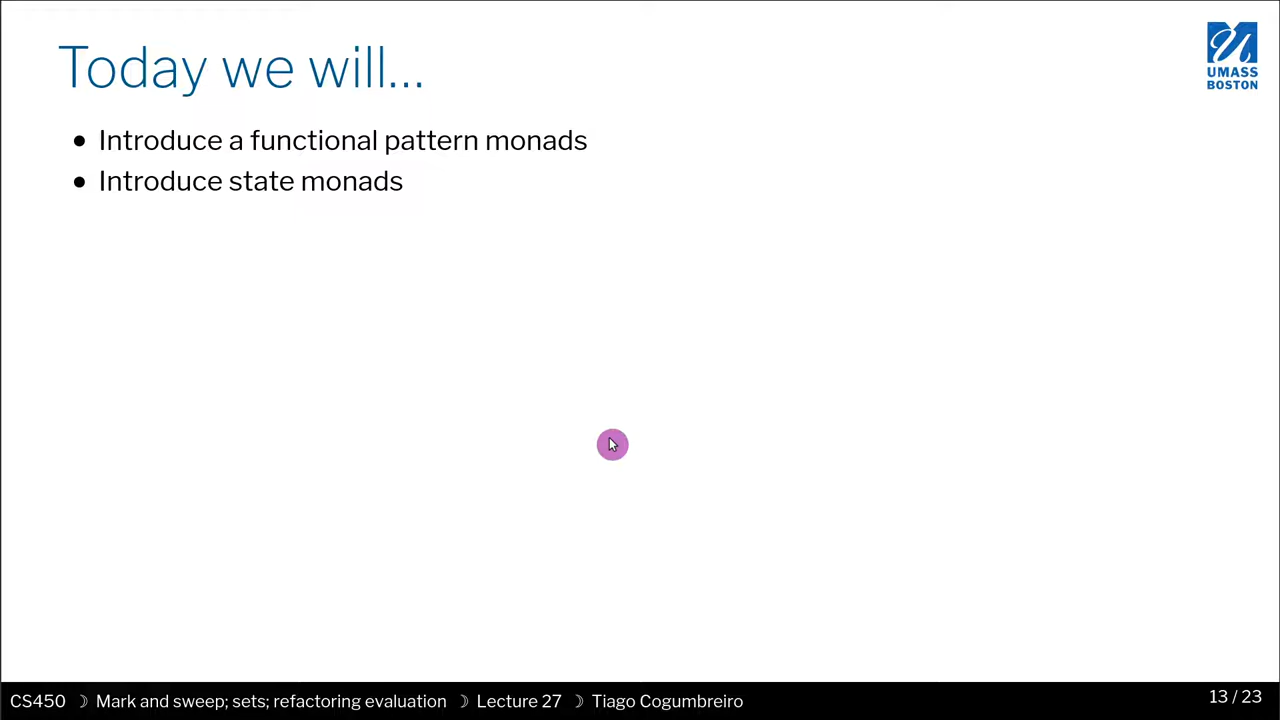 Today we will...
UMASS
BOSTON
• Introduce a functional pattern monads
• Introduce state monads
CS450 ☽ Mark and sweep; sets; refactoring evaluation ☽ Lecture 27 ☽ Tiago Cogumbreiro
13 / 23